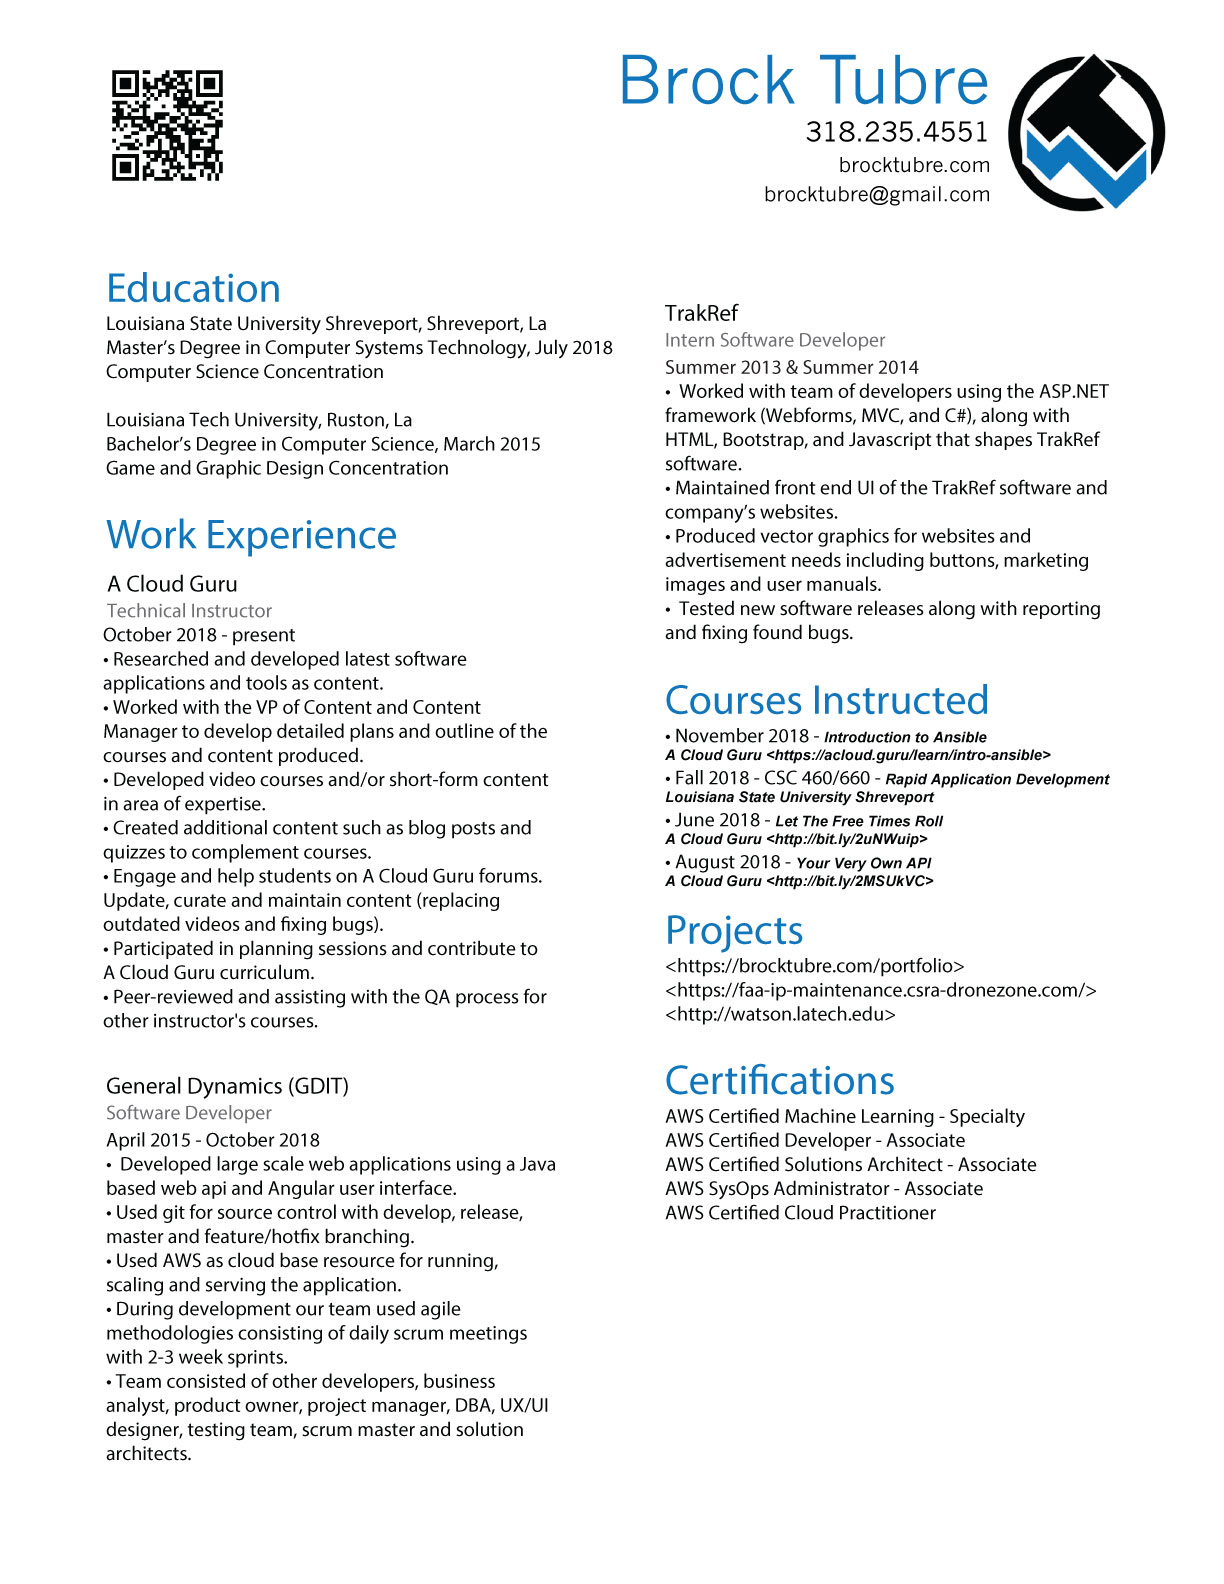 Brock Tubre
318.235.4551
brocktubre.com
brocktubre@gmail.com
Education
Louisiana State University Shreveport, Shreveport, La
Master’s Degree in Computer Systems Technology, July 2018
Computer Science Concentration
Louisiana Tech University, Ruston, La
Bachelor’s Degree in Computer Science, March 2015
Game and Graphic Design Concentration
Work Experience
A Cloud Guru
Technical Instructor
October 2018 - present
• Researched and developed latest software
applications and tools as content.
• Worked with the VP of Content and Content
Manager to develop detailed plans and outline of the
courses and content produced.
• Developed video courses and/or short-form content
in area of expertise.
• Created additional content such as blog posts and
quizzes to complement courses.
• Engage and help students on A Cloud Guru forums.
Update, curate and maintain content (replacing
outdated videos and fixing bugs).
• Participated in planning sessions and contribute to
A Cloud Guru curriculum.
• Peer-reviewed and assisting with the QA process for
other instructor's courses.
General Dynamics (GDIT)
Software Developer
April 2015 - October 2018
• Developed large scale web applications using a Java
based web api and Angular user interface.
• Used git for source control with develop, release,
master and feature/hotfix branching.
• Used AWS as cloud base resource for running,
scaling and serving the application.
• During development our team used agile
methodologies consisting of daily scrum meetings
with 2-3 week sprints.
• Team consisted of other developers, business
analyst, product owner, project manager, DBA, UX/UI
designer, testing team, scrum master and solution
architects.
TrakRef
Intern Software Developer
Summer 2013 & Summer 2014
• Worked with team of developers using the ASP.NET
framework (Webforms, MVC, and C#), along with
HTML, Bootstrap, and Javascript that shapes TrakRef
software.
• Maintained front end UI of the TrakRef software and
company’s websites.
• Produced vector graphics for websites and
advertisement needs including buttons, marketing
images and user manuals.
• Tested new software releases along with reporting
and fixing found bugs.
Courses Instructed
• November 2018 - Introduction to Ansible
A Cloud Guru <https://acloud.guru/learn/intro-ansible>
• Fall 2018 - CSC 460/660 - Rapid Application Development
Louisiana State University Shreveport
• June 2018 - Let The Free Times Roll
A Cloud Guru <http://bit.ly/2uNWuip>
• August 2018 - Your Very Own API
A Cloud Guru <http://bit.ly/2MSUkVC>
Projects
<https://brocktubre.com/portfolio>
<https://faa-ip-maintenance.csra-dronezone.com/>
<http://watson.latech.edu>
Certifications
AWS Certified Machine Learning - Specialty
AWS Certified Developer - Associate
AWS Certified Solutions Architect - Associate
AWS SysOps Administrator - Associate
AWS Certified Cloud Practitioner